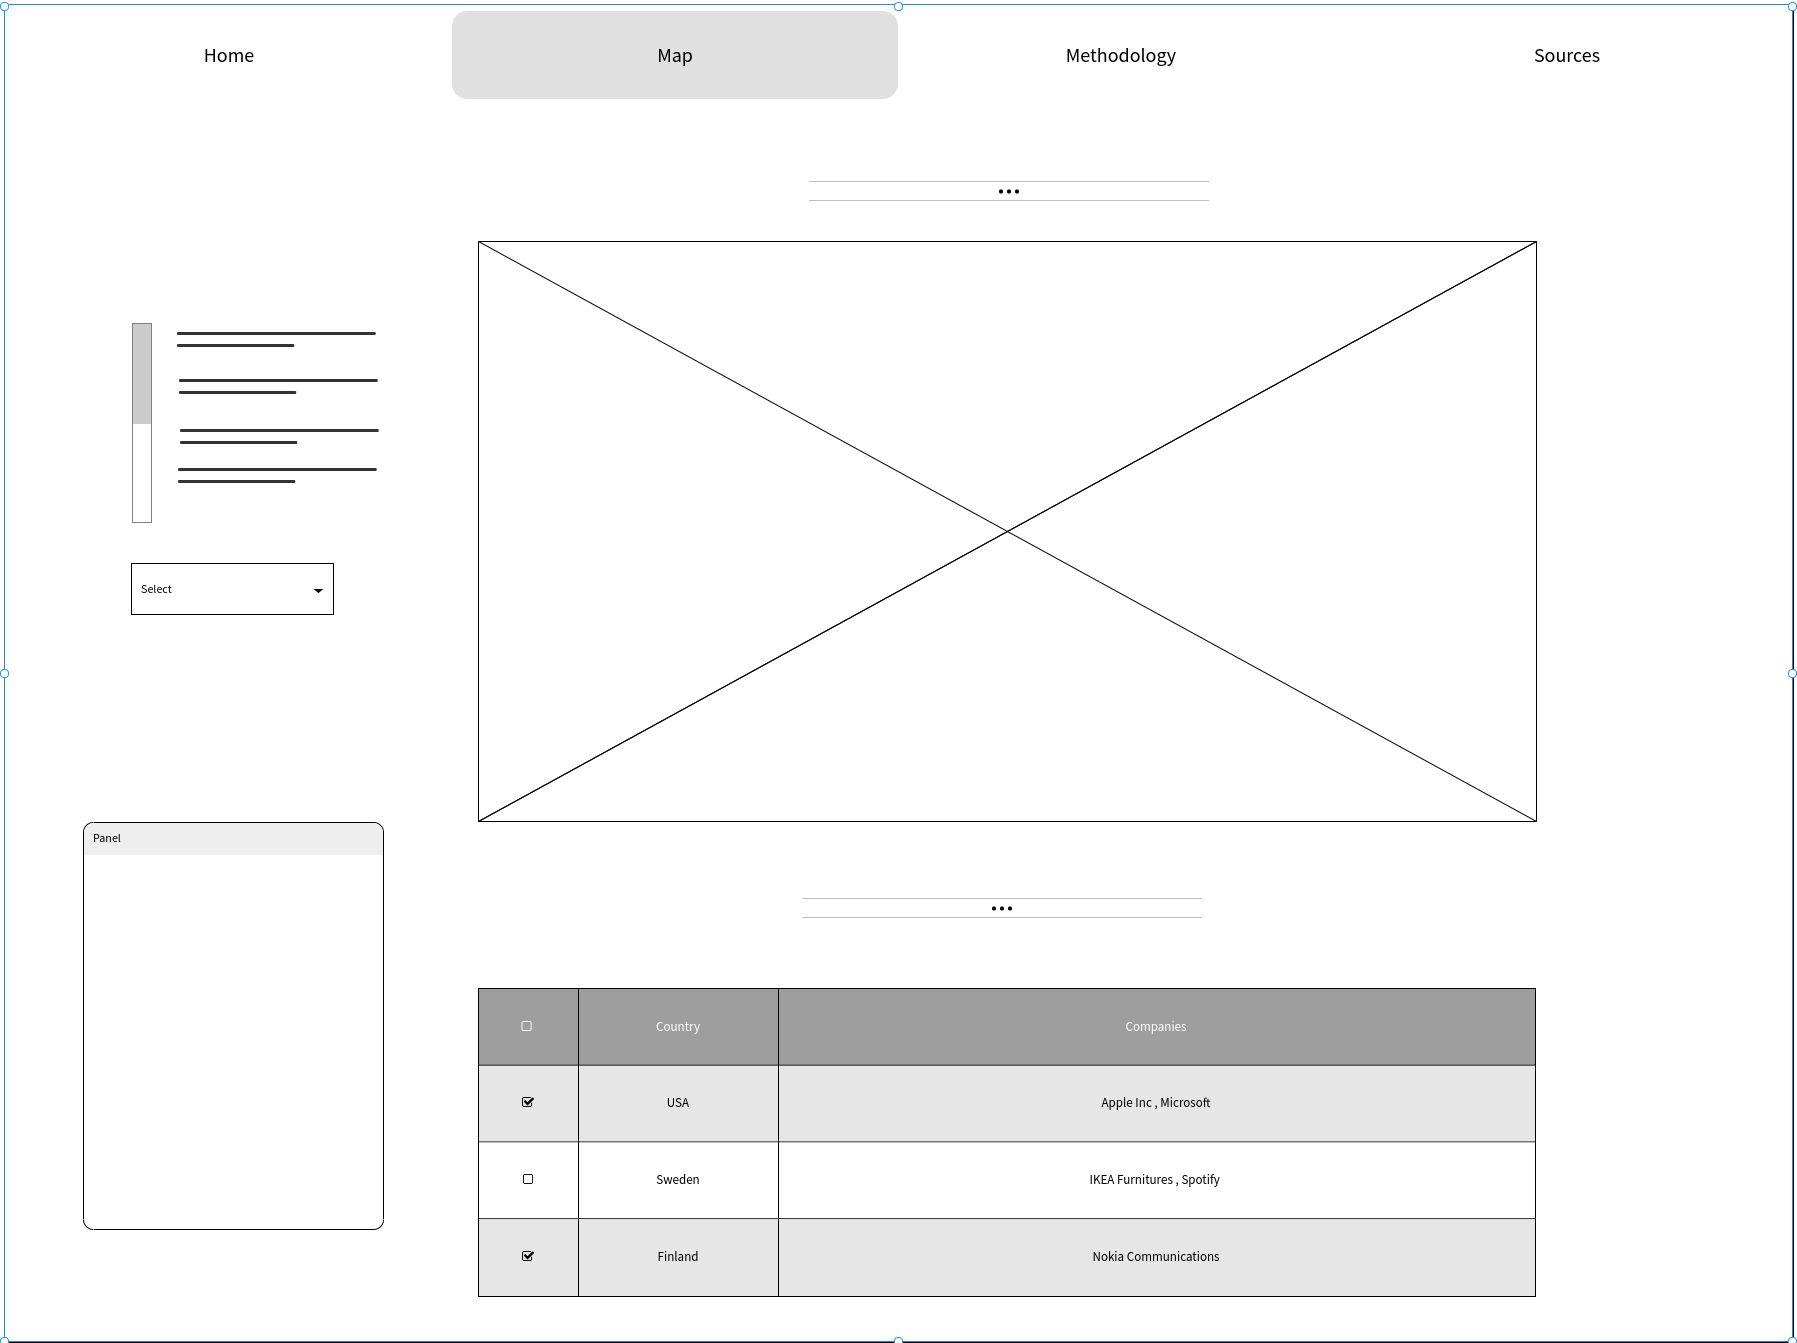 Home
Map
Methodology
Sources
Select
Panel
Country
Companies
USA
Apple Inc , Microsoft
Sweden
IKEA Furnitures , Spotify
Finland
Nokia Communications